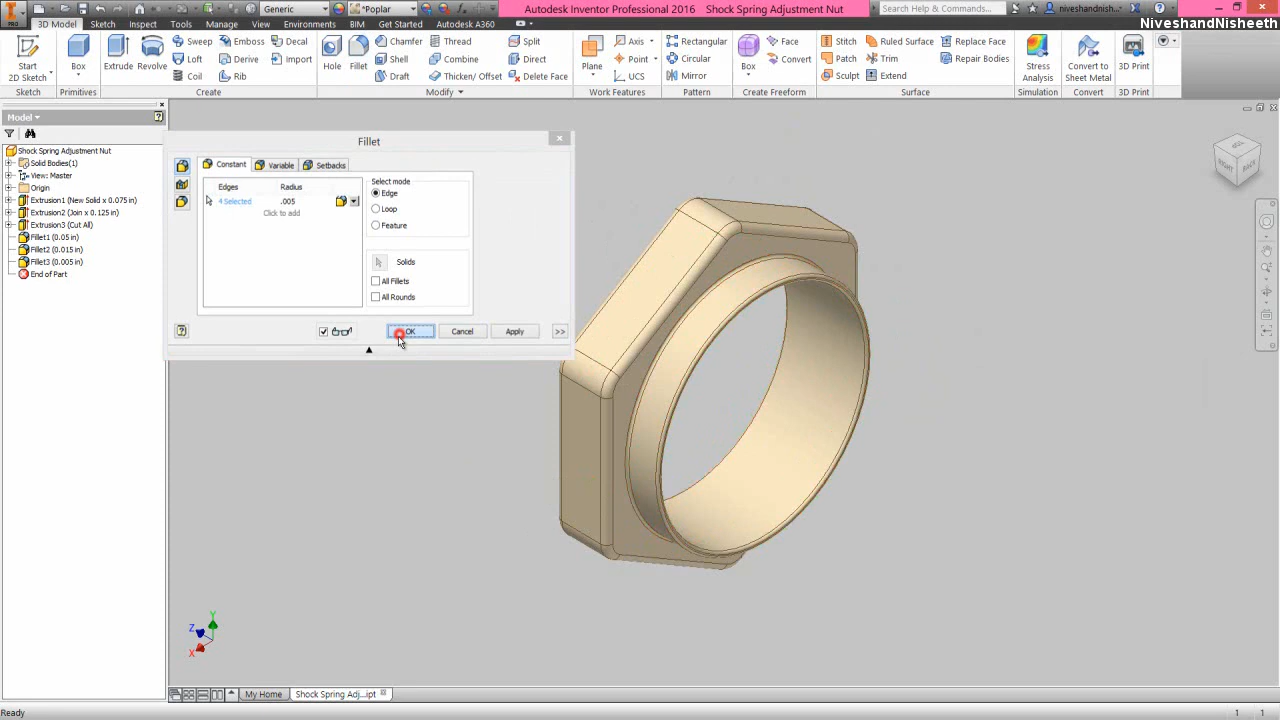 PRO
Generic
*Poplar
Autodesk Inventor Professional 2016 Shock Spring Adjustment Nut
Search Help & Commands...
niveshandnish...
NiveshandNisheeth
3D Model Sketch Inspect Tools Manage View Environments BIM Get Started Autodesk A360
Start
2D Sketch
Box
Extrude
Revolve
Sweep
Emboss
Decal
Loft
Derive
Import
Coil
Rib
Hole
Fillet
Chamfer
Thread
Split
Shell
Combine
Direct
Draft
Thicken/ Offset
Delete Face
Plane
Axis
Point
UCS
Rectangular
Circular
Mirror
Box
Face
Convert
Stitch
Ruled Surface
Replace Face
Patch
Trim
Repair Bodies
Sculpt
Extend
Stress
Analysis
Convert to
Sheet Metal
3D Print
Sketch Primitives Create Modify Work Features Pattern Create Freeform Surface Simulation Convert 3D Print
Model
Shock Spring Adjustment Nut
Solid Bodies(1)
View: Master
Origin
Extrusion1 (New Solid x 0.075 in)
Extrusion2 (Join x 0.125 in)
Extrusion3 (Cut All)
Fillet1 (0.05 in)
Fillet2 (0.015 in)
Fillet3 (0.005 in)
End of Part
Fillet
Constant Variable Setbacks
Edges Radius
4 Selected .005
Click to add
Select mode
Edge
Loop
Feature
Solids
All Fillets
All Rounds
OK Cancel Apply >>
RIGHT
BACK
Y
Z
X
My Home Shock Spring Adj...ipt
Ready 1 1